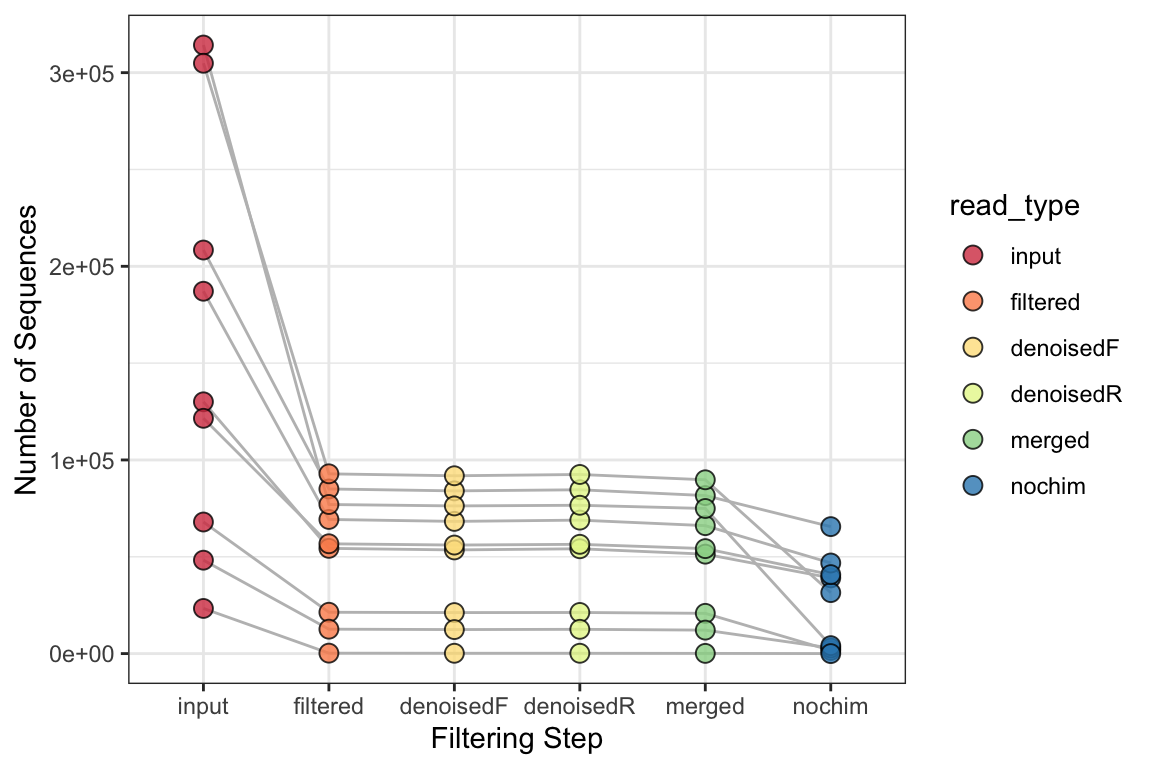 Number of Sequences
3e+05
2e+05
1e+05
0e+00
input filtered denoisedF denoisedR merged nochim
Filtering Step
read_type
input
filtered
denoisedF
denoisedR
merged
nochim